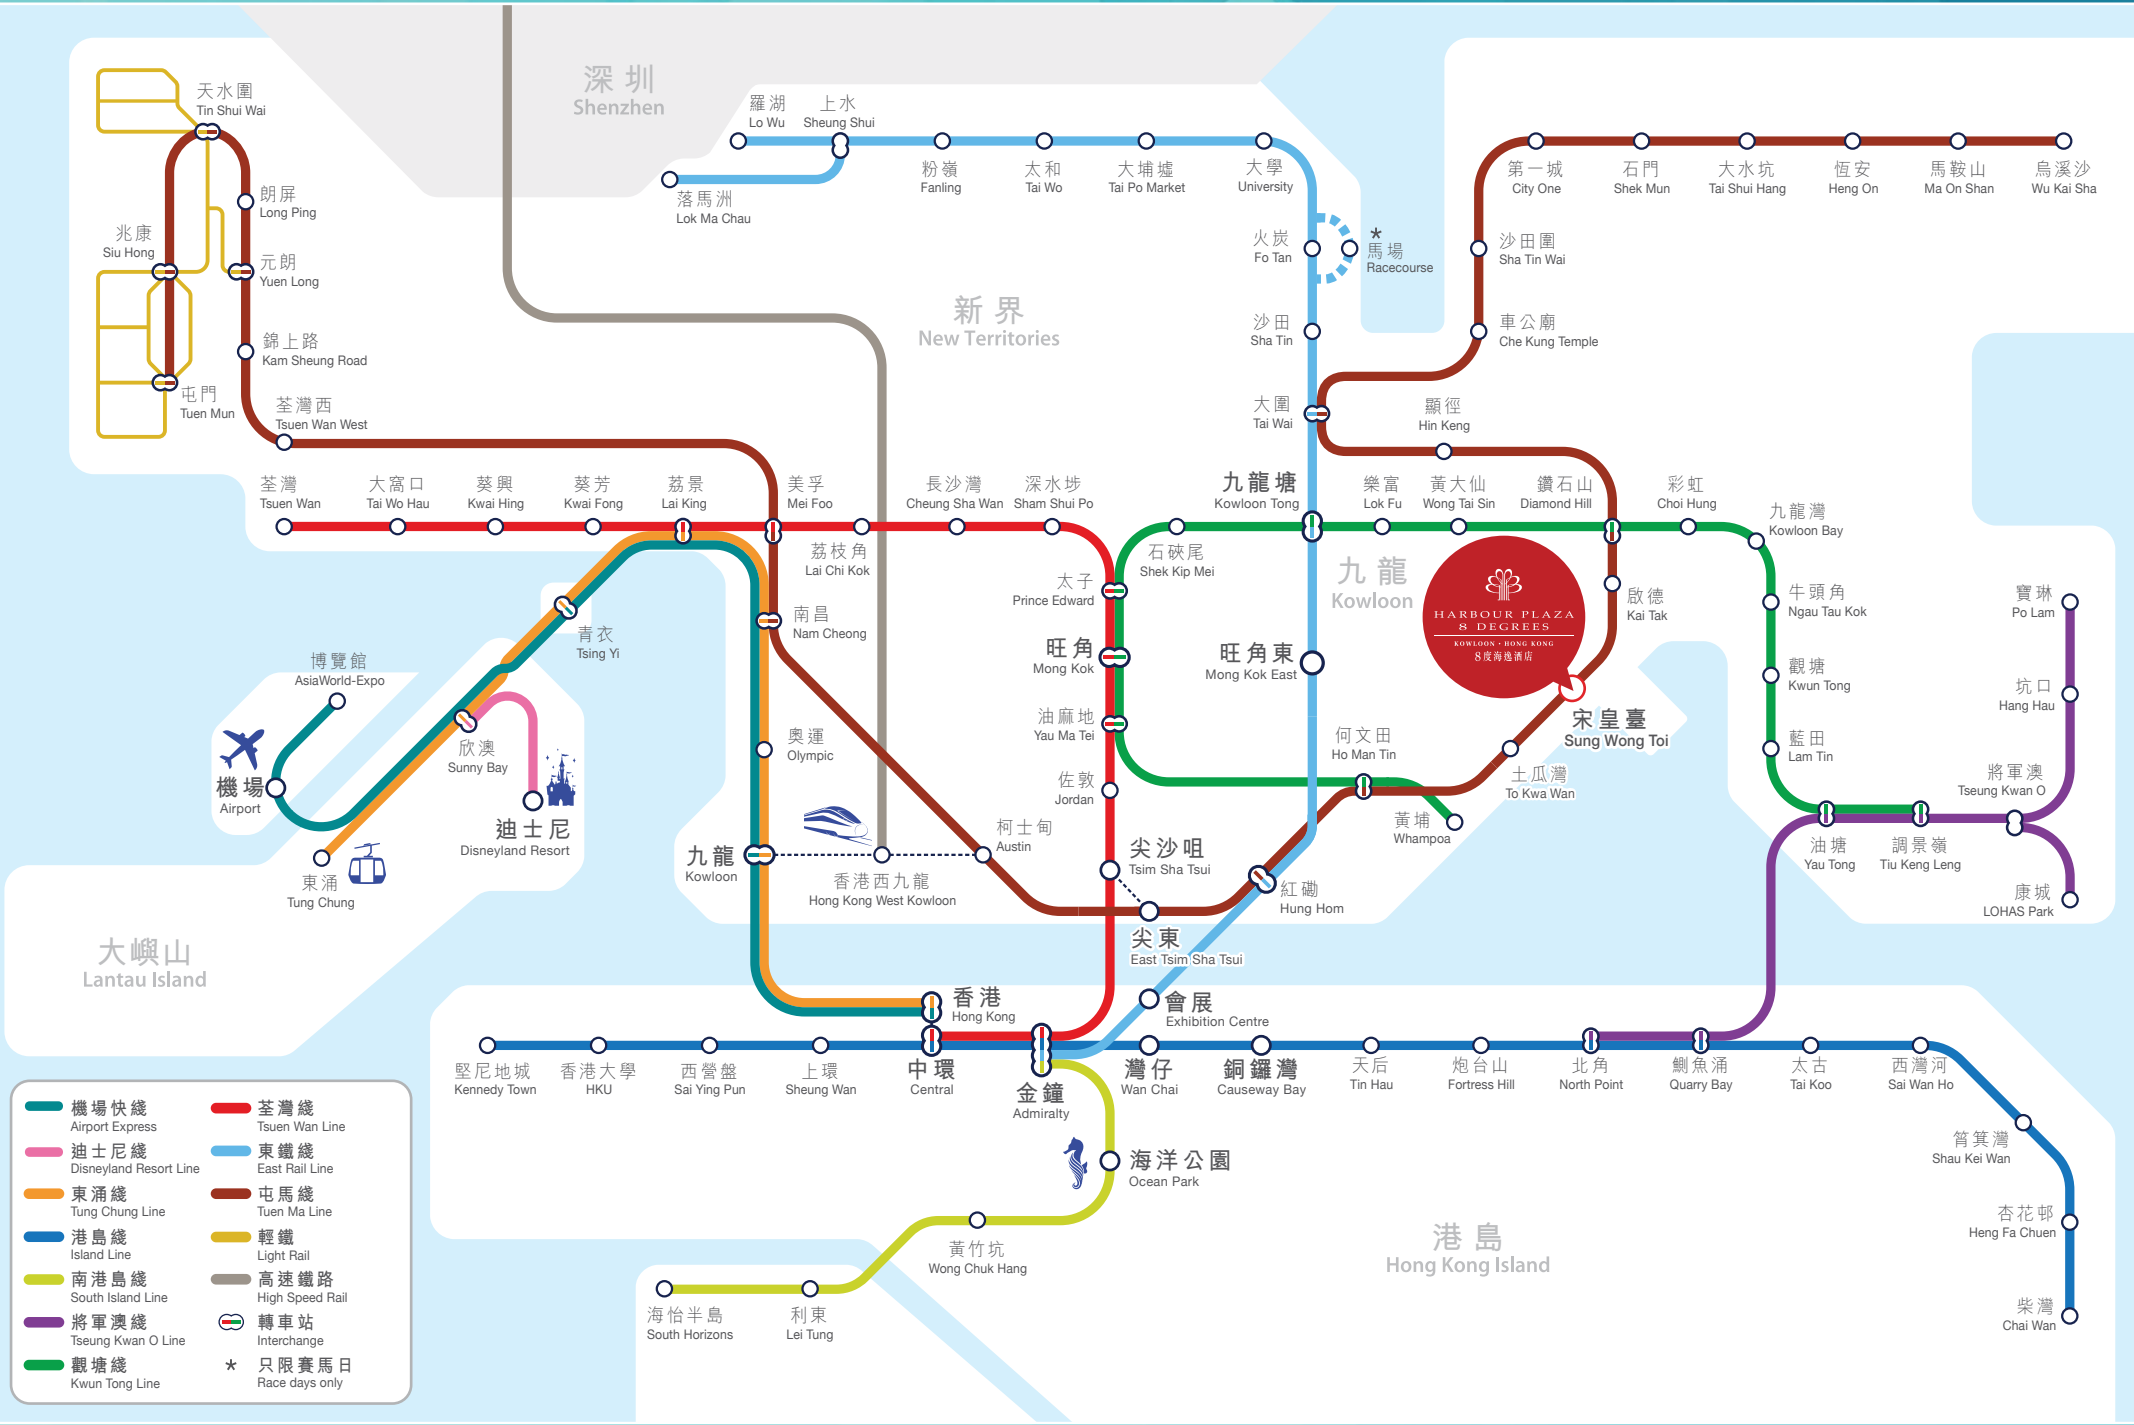 深圳
Shenzhen
天水圍
Tin Shui Wai
羅湖
Lo Wu
上水
Sheung Shui
粉嶺
Fanling
太和
Tai Wo
大埔墟
Tai Po Market
大學
University
第一城
City One
石門
Shek Mun
大水坑
Tai Shui Hang
恆安
Heng On
馬鞍山
Ma On Shan
烏溪沙
Wu Kai Sha
落馬洲
Lok Ma Chau
朗屏
Long Ping
兆康
Siu Hong
元朗
Yuen Long
火炭
Fo Tan
*
馬場
Racecourse
沙田圍
Sha Tin Wai
新界
New Territories
錦上路
Kam Sheung Road
沙田
Sha Tin
車公廟
Che Kung Temple
屯門
Tuen Mun
荃灣西
Tsuen Wan West
大圍
Tai Wai
顯徑
Hin Keng
荃灣
Tsuen Wan
大窩口
Tai Wo Hau
葵興
Kwai Hing
葵芳
Kwai Fong
荔景
Lai King
美孚
Mei Foo
長沙灣
Cheung Sha Wan
深水埗
Sham Shui Po
九龍塘
Kowloon Tong
樂富
Lok Fu
黃大仙
Wong Tai Sin
鑽石山
Diamond Hill
彩虹
Choi Hung
九龍灣
Kowloon Bay
荔枝角
Lai Chi Kok
石硤尾
Shek Kip Mei
九龍
Kowloon
太子
Prince Edward
HARBOUR PLAZA
8 DEGREES
KOWLOON • HONG KONG
8度海逸酒店
啟德
Kai Tak
牛頭角
Ngau Tau Kok
寶琳
Po Lam
南昌
Nam Cheong
青衣
Tsing Yi
旺角
Mong Kok
旺角東
Mong Kok East
博覽館
AsiaWorld-Expo
觀塘
Kwun Tong
坑口
Hang Hau
油麻地
Yau Ma Tei
宋皇臺
Sung Wong Toi
欣澳
Sunny Bay
奧運
Olympic
何文田
Ho Man Tin
藍田
Lam Tin
機場
Airport
佐敦
Jordan
土瓜灣
To Kwa Wan
將軍澳
Tseung Kwan O
迪士尼
Disneyland Resort
九龍
Kowloon
柯士甸
Austin
黃埔
Whampoa
尖沙咀
Tsim Sha Tsui
油塘
Yau Tong
調景嶺
Tiu Keng Leng
東涌
Tung Chung
香港西九龍
Hong Kong West Kowloon
紅磡
Hung Hom
康城
LOHAS Park
大嶼山
Lantau Island
尖東
East Tsim Sha Tsui
香港
Hong Kong
會展
Exhibition Centre
堅尼地城
Kennedy Town
香港大學
HKU
西營盤
Sai Ying Pun
上環
Sheung Wan
中環
Central
金鐘
Admiralty
灣仔
Wan Chai
銅鑼灣
Causeway Bay
天后
Tin Hau
炮台山
Fortress Hill
北角
North Point
鰂魚涌
Quarry Bay
太古
Tai Koo
西灣河
Sai Wan Ho
筲箕灣
Shau Kei Wan
海洋公園
Ocean Park
杏花邨
Heng Fa Chuen
黃竹坑
Wong Chuk Hang
港島
Hong Kong Island
海怡半島
South Horizons
利東
Lei Tung
柴灣
Chai Wan
機場快綫
Airport Express
迪士尼綫
Disneyland Resort Line
東涌綫
Tung Chung Line
港島綫
Island Line
南港島綫
South Island Line
將軍澳綫
Tseung Kwan O Line
觀塘綫
Kwun Tong Line
荃灣綫
Tsuen Wan Line
東鐵綫
East Rail Line
屯馬綫
Tuen Ma Line
輕鐵
Light Rail
高速鐵路
High Speed Rail
轉車站
Interchange
* 只限賽馬日
Race days only